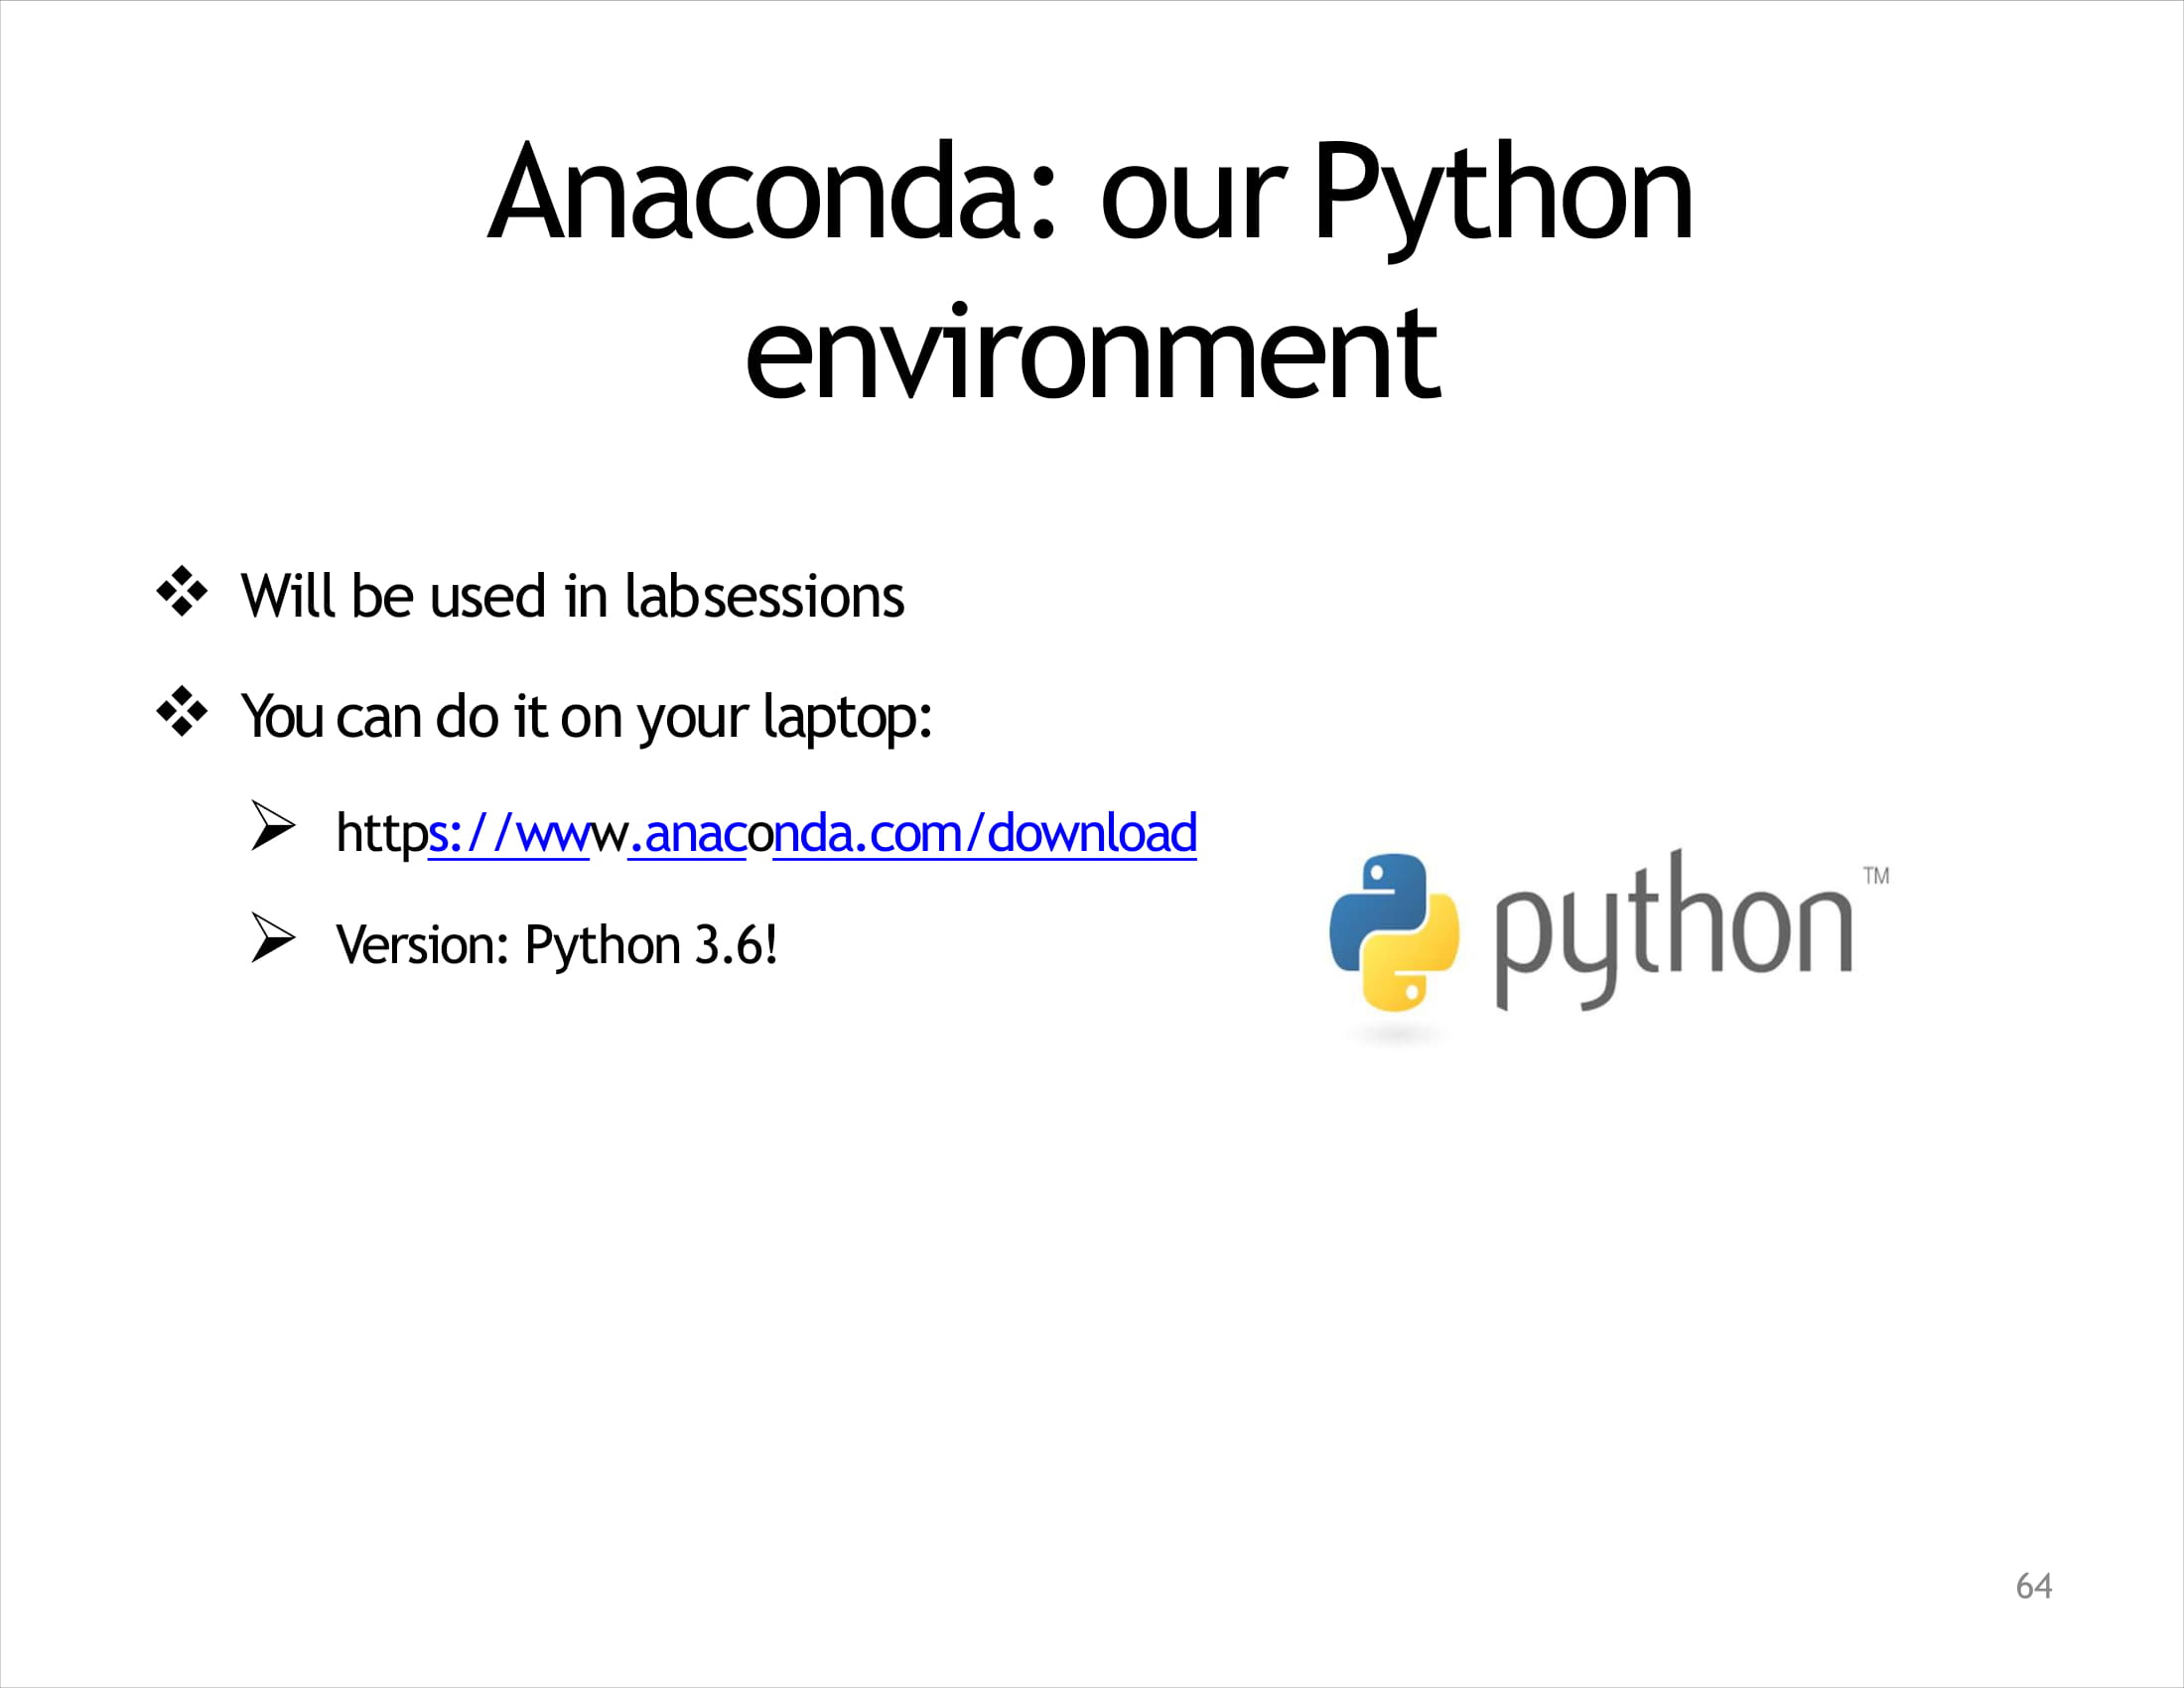 Anaconda: our Python
environment
❖ Will be used in labsessions
❖ You can do it on your laptop:
➢ https://www.anaconda.com/download
➢ Version: Python 3.6!
python™
64